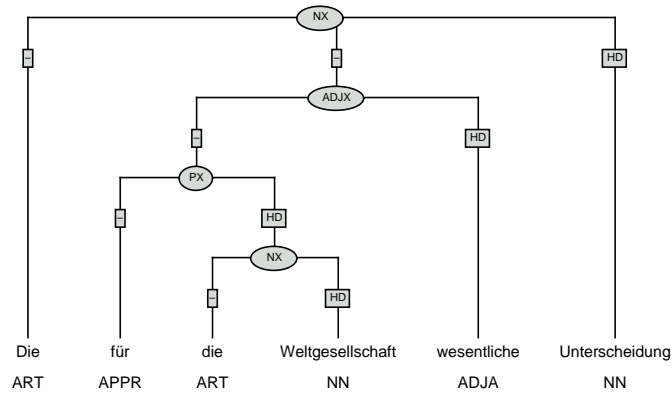 NX
– – HD
ADJX
– HD
PX
– HD
NX
– HD
Die für die Weltgesellschaft wesentliche Unterscheidung
ART APPR ART NN ADJA NN